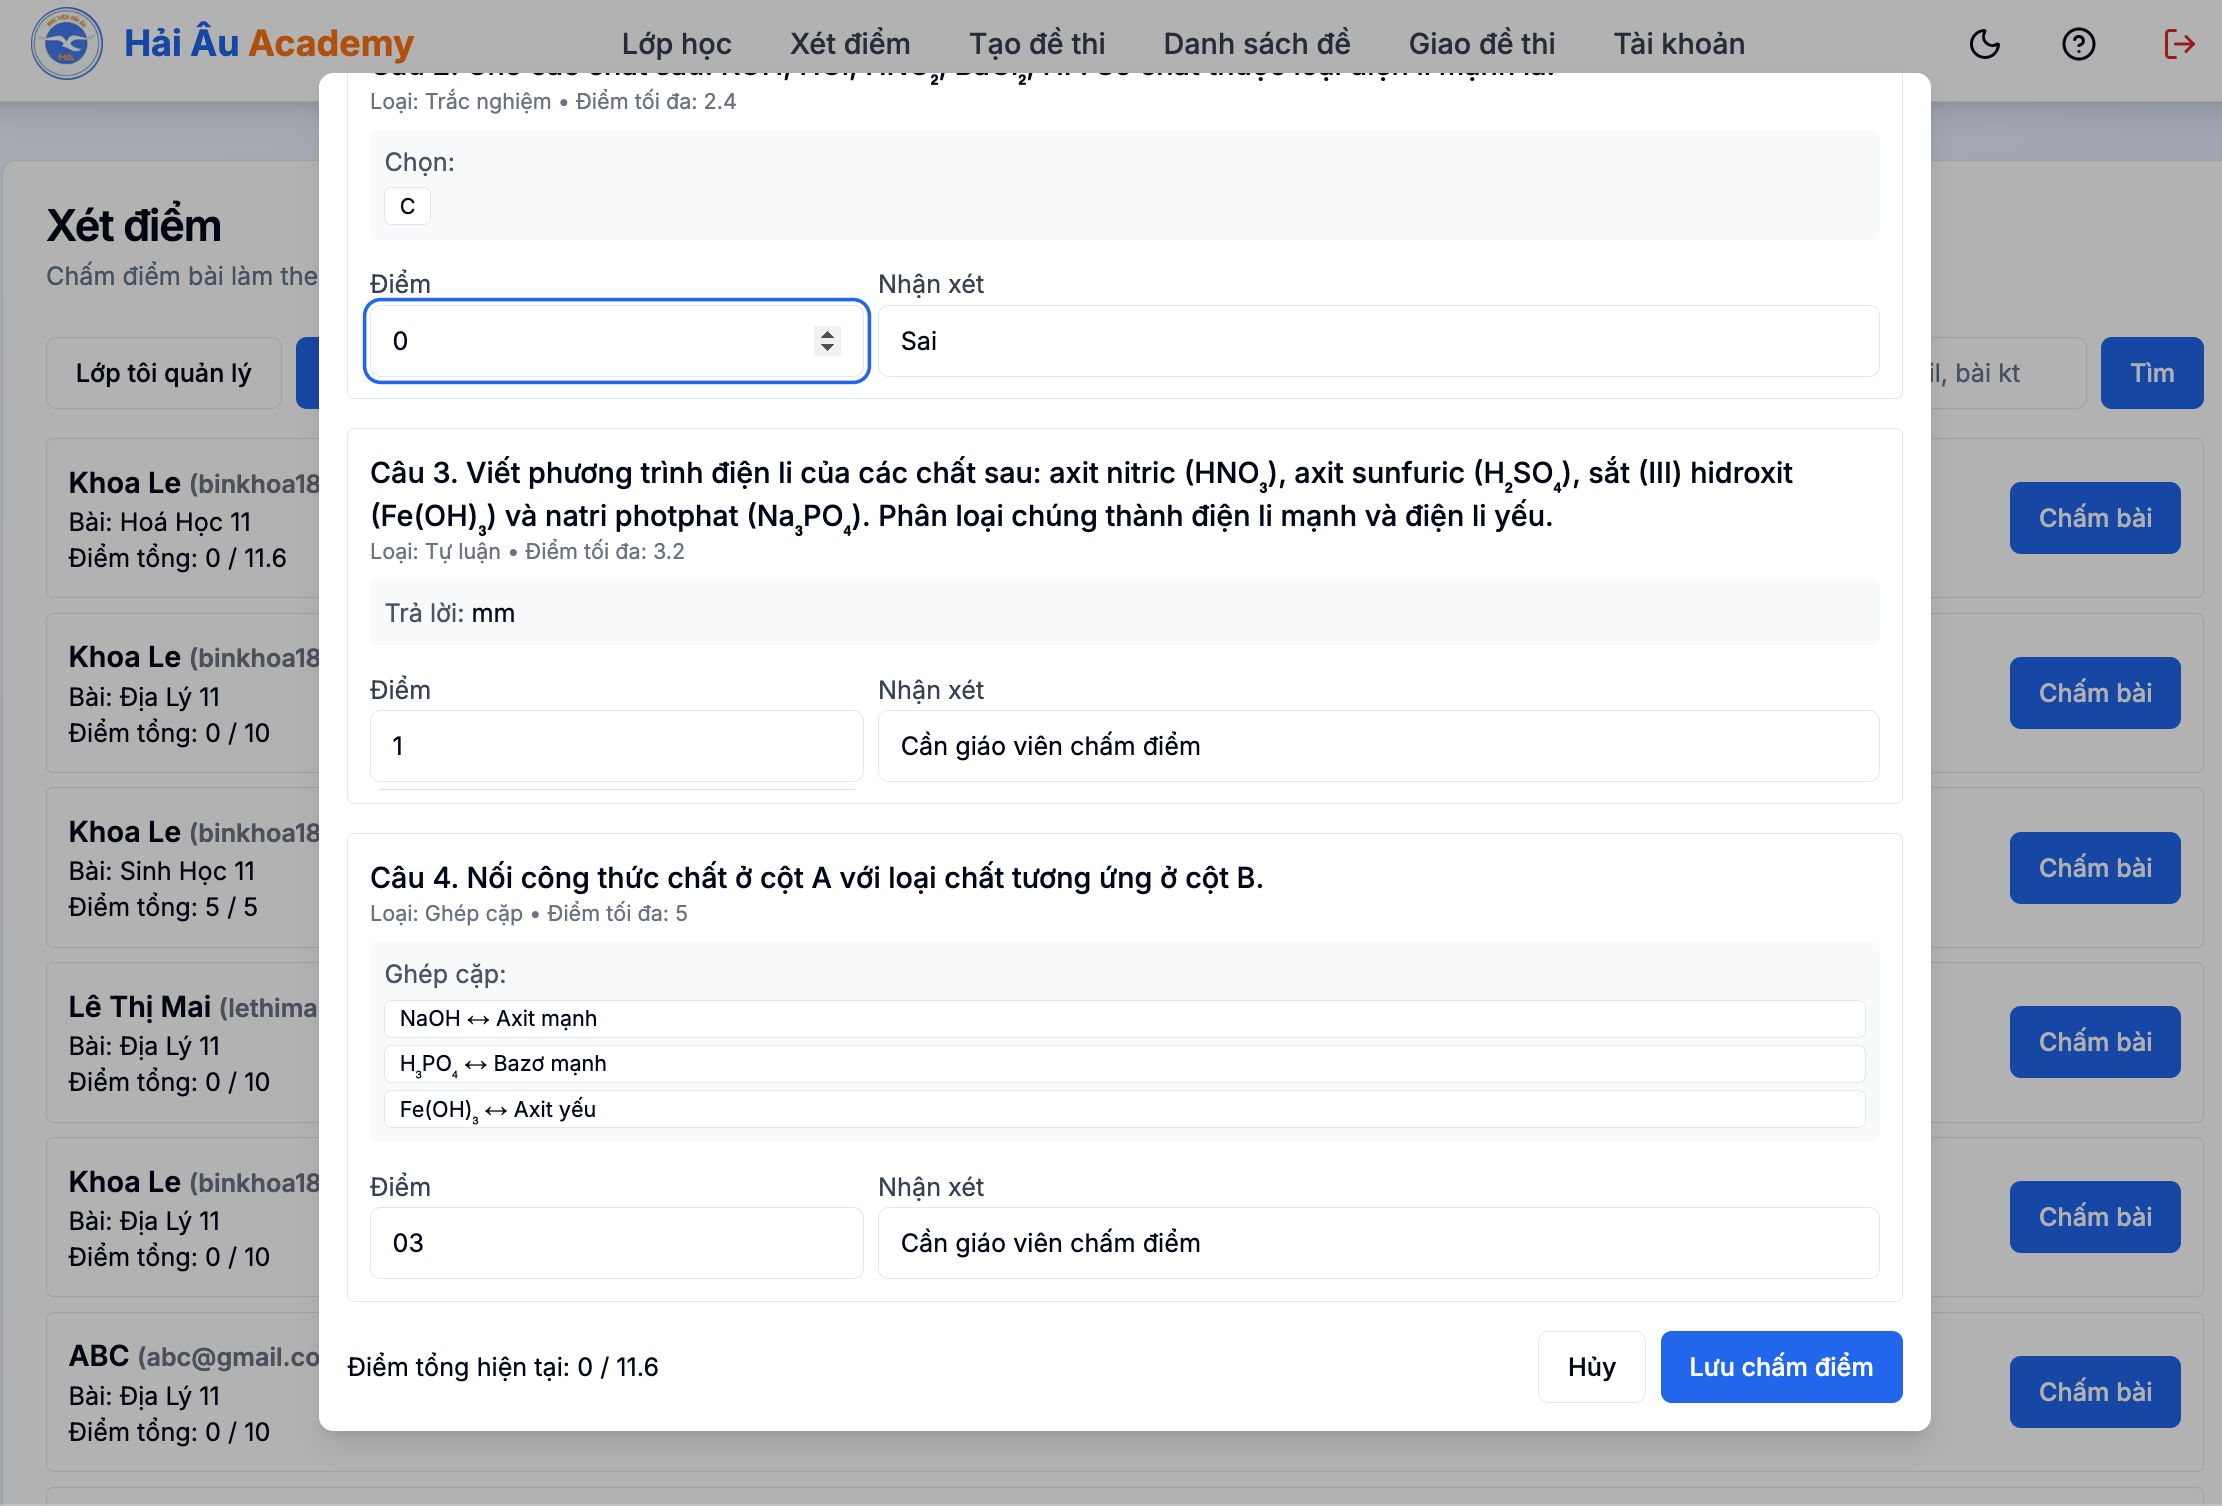 Hải Âu Academy
Lớp học
Xét điểm
Tạo đề thi
Danh sách đề
Giao đề thi
Tài khoản
Xét điểm
Chấm điểm bài làm the
Lớp tôi quản lý
il, bài kt
Tìm
Khoa Le (binkhoa18
Bài: Hoá Học 11
Điểm tổng: 0 / 11.6
Chấm bài
Khoa Le (binkhoa18
Bài: Địa Lý 11
Điểm tổng: 0 / 10
Chấm bài
Khoa Le (binkhoa18
Bài: Sinh Học 11
Điểm tổng: 5 / 5
Chấm bài
Lê Thị Mai (lethima
Bài: Địa Lý 11
Điểm tổng: 0 / 10
Chấm bài
Khoa Le (binkhoa18
Bài: Địa Lý 11
Điểm tổng: 0 / 10
Chấm bài
ABC (abc@gmail.co
Bài: Địa Lý 11
Điểm tổng: 0 / 10
Chấm bài
Loại: Trắc nghiệm • Điểm tối đa: 2.4
Chọn:
C
Điểm
Nhận xét
0
Sai
Câu 3. Viết phương trình điện li của các chất sau: axit nitric (HNO₃), axit sunfuric (H₂SO₄), sắt (III) hidroxit
(Fe(OH)₃) và natri photphat (Na₃PO₄). Phân loại chúng thành điện li mạnh và điện li yếu.
Loại: Tự luận • Điểm tối đa: 3.2
Trả lời: mm
Điểm
Nhận xét
1
Cần giáo viên chấm điểm
Câu 4. Nối công thức chất ở cột A với loại chất tương ứng ở cột B.
Loại: Ghép cặp • Điểm tối đa: 5
Ghép cặp:
NaOH ↔ Axit mạnh
H₃PO₄ ↔ Bazơ mạnh
Fe(OH)₃ ↔ Axit yếu
Điểm
Nhận xét
03
Cần giáo viên chấm điểm
Điểm tổng hiện tại: 0 / 11.6
Hủy
Lưu chấm điểm